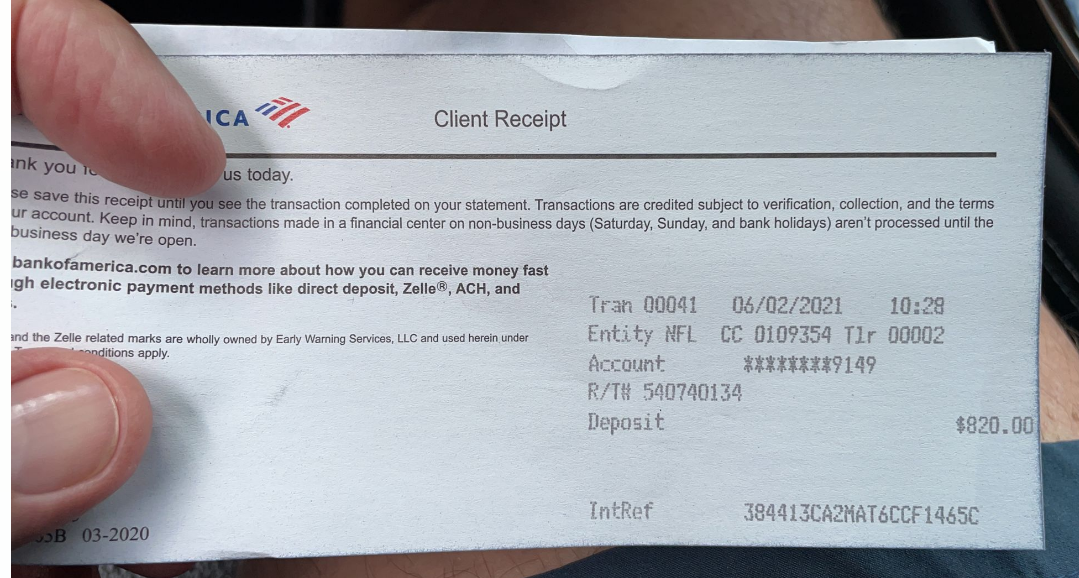 ICA
Client Receipt
ank you us today.
se save this receipt until you see the transaction completed on your statement. Transactions are credited subject to verification, collection, and the terms
ur account. Keep in mind, transactions made in a financial center on non-business days (Saturday, Sunday, and bank holidays) aren't processed until the
business day we're open.
bankofamerica.com to learn more about how you can receive money fast
gh electronic payment methods like direct deposit, Zelle®, ACH, and
.
and the Zelle related marks are wholly owned by Early Warning Services, LLC and used herein under
onditions apply.
Tran 00041 06/02/2021 10:28
Entity NFL CC 0109354 Tlr 00002
Account ********9149
R/T# 540740134
Deposit $820.00
IntRef 384413CA2MAT6CCF1465C
5B 03-2020